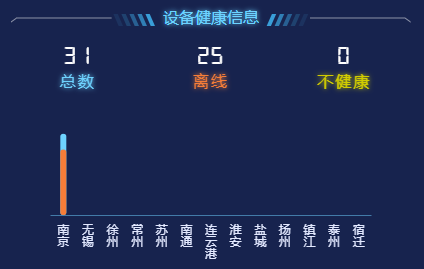 设备健康信息
31 25 0
总数 离线 不健康
南京 无锡 徐州 常州 苏州 南通 连云港 淮安 盐城 扬州 镇江 泰州 宿迁